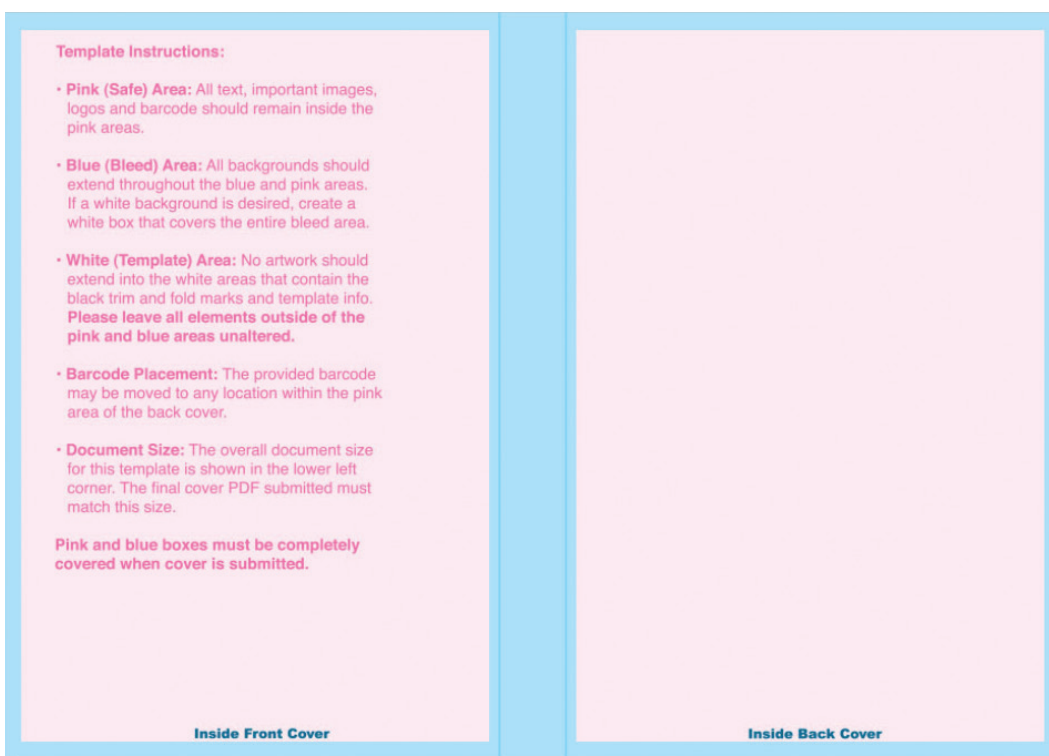 Template Instructions:
• Pink (Safe) Area: All text, important images,
logos and barcode should remain inside the
pink areas.
• Blue (Bleed) Area: All backgrounds should
extend throughout the blue and pink areas.
If a white background is desired, create a
white box that covers the entire bleed area.
• White (Template) Area: No artwork should
extend into the white areas that contain the
black trim and fold marks and template info.
Please leave all elements outside of the
pink and blue areas unaltered.
• Barcode Placement: The provided barcode
may be moved to any location within the pink
area of the back cover.
• Document Size: The overall document size
for this template is shown in the lower left
corner. The final cover PDF submitted must
match this size.
Pink and blue boxes must be completely
covered when cover is submitted.
Inside Front Cover
Inside Back Cover